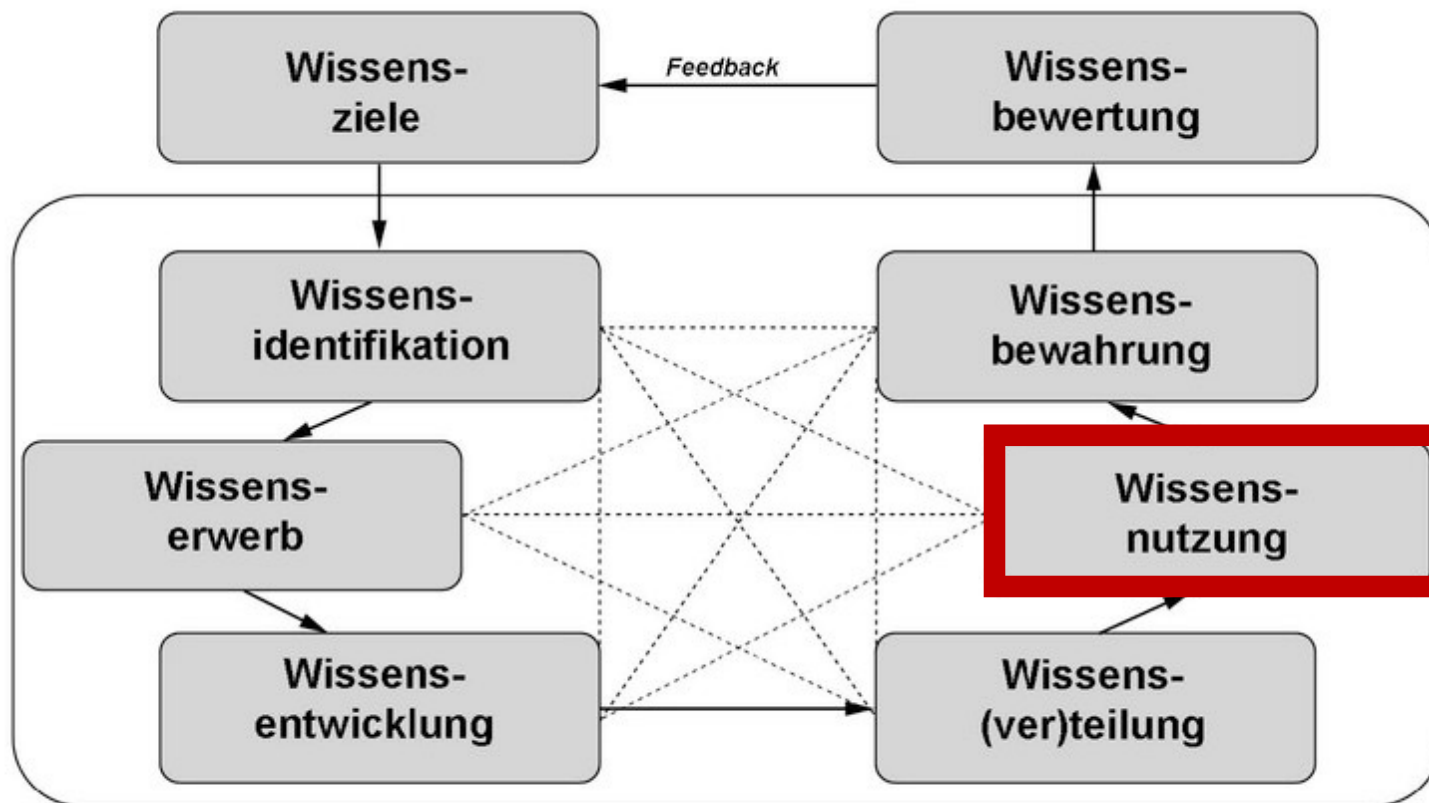 Wissens-
ziele
Feedback
Wissens-
bewertung
Wissens-
identifikation
Wissens-
bewahrung
Wissens-
erwerb
Wissens-
nutzung
Wissens-
entwicklung
Wissens-
(ver)teilung